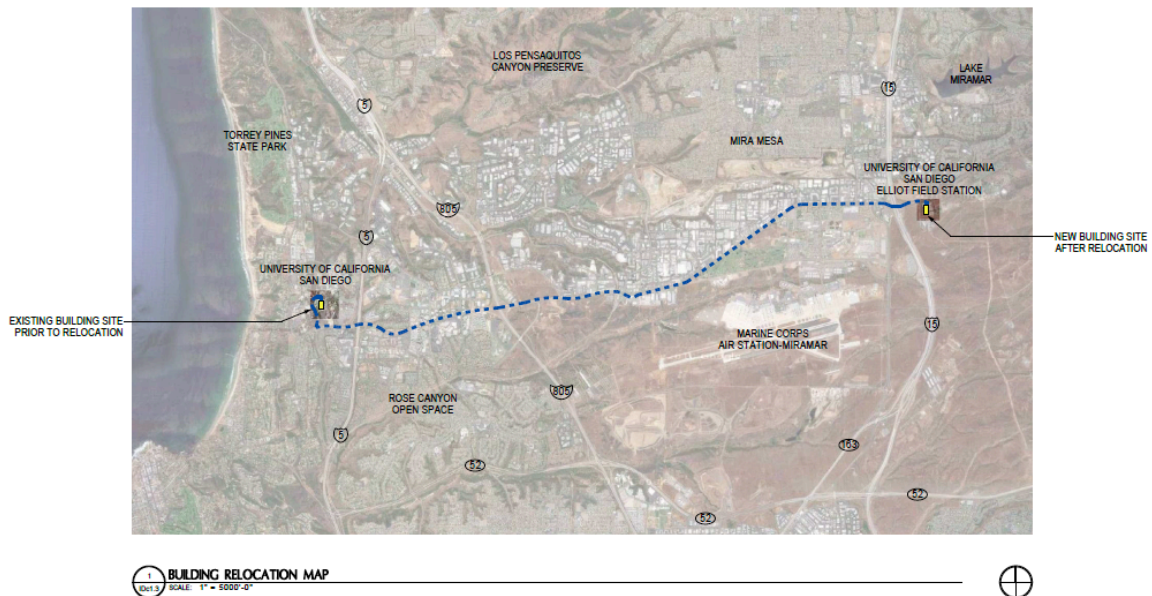 LOS PENSAQUITOS
CANYON PRESERVE
LAKE
MIRAMAR
15
5
TORREY PINES
STATE PARK
MIRA MESA
UNIVERSITY OF CALIFORNIA
SAN DIEGO
ELLIOT FIELD STATION
805
5
NEW BUILDING SITE
AFTER RELOCATION
UNIVERSITY OF CALIFORNIA
SAN DIEGO
EXISTING BUILDING SITE
PRIOR TO RELOCATION
15
MARINE CORPS
AIR STATION-MIRAMAR
805
ROSE CANYON
OPEN SPACE
5
163
52
52
52
1
IDc1.3
BUILDING RELOCATION MAP
SCALE: 1" = 5000'-0"